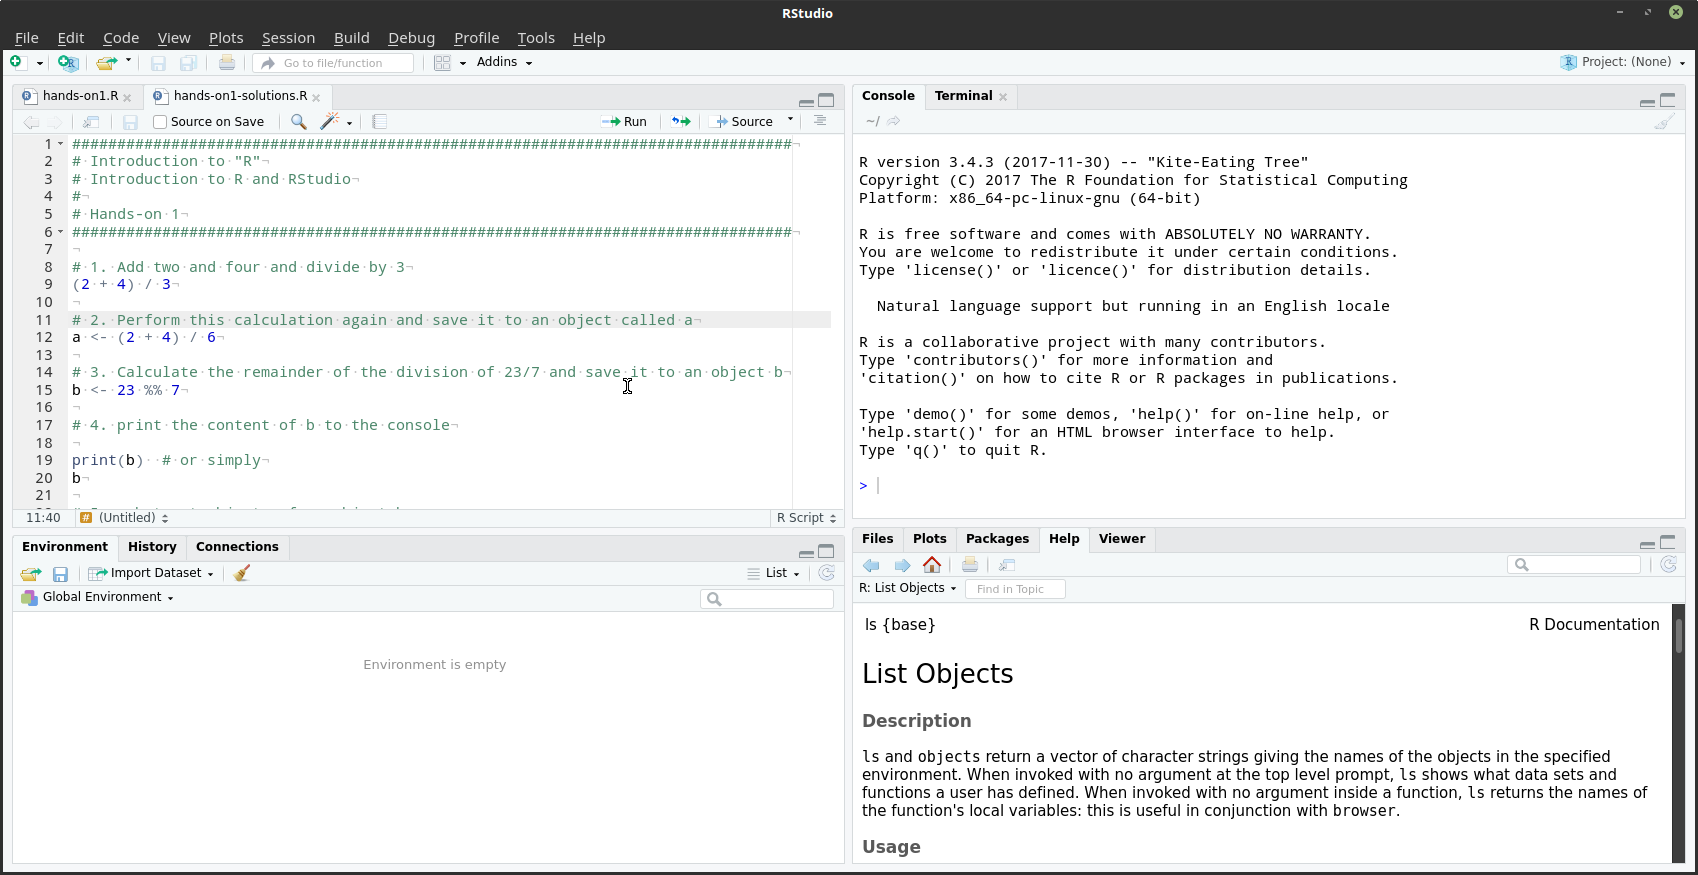 RStudio
File Edit Code View Plots Session Build Debug Profile Tools Help
Go to file/function Addins Project: (None)
hands-on1.R hands-on1-solutions.R
Source on Save Run Source
1 ################################################################################
2 # Introduction to "R"
3 # Introduction to R and RStudio
4 #
5 # Hands-on 1
6 ################################################################################
7
8 # 1. Add two and four and divide by 3
9 (2 + 4) / 3
10
11 # 2. Perform this calculation again and save it to an object called a
12 a <- (2 + 4) / 6
13
14 # 3. Calculate the remainder of the division of 23/7 and save it to an object b
15 b <- 23 %% 7
16
17 # 4. print the content of b to the console
18
19 print(b)  # or simply
20 b
21
11:40 # (Untitled) R Script
Environment History Connections
Import Dataset List
Global Environment
Environment is empty
Console Terminal
~/
R version 3.4.3 (2017-11-30) -- "Kite-Eating Tree"
Copyright (C) 2017 The R Foundation for Statistical Computing
Platform: x86_64-pc-linux-gnu (64-bit)
R is free software and comes with ABSOLUTELY NO WARRANTY.
You are welcome to redistribute it under certain conditions.
Type 'license()' or 'licence()' for distribution details.
Natural language support but running in an English locale
R is a collaborative project with many contributors.
Type 'contributors()' for more information and
'citation()' on how to cite R or R packages in publications.
Type 'demo()' for some demos, 'help()' for on-line help, or
'help.start()' for an HTML browser interface to help.
Type 'q()' to quit R.
>
Files Plots Packages Help Viewer
R: List Objects Find in Topic
ls {base} R Documentation
List Objects
Description
ls and objects return a vector of character strings giving the names of the objects in the specified
environment. When invoked with no argument at the top level prompt, ls shows what data sets and
functions a user has defined. When invoked with no argument inside a function, ls returns the names of
the function's local variables: this is useful in conjunction with browser.
Usage